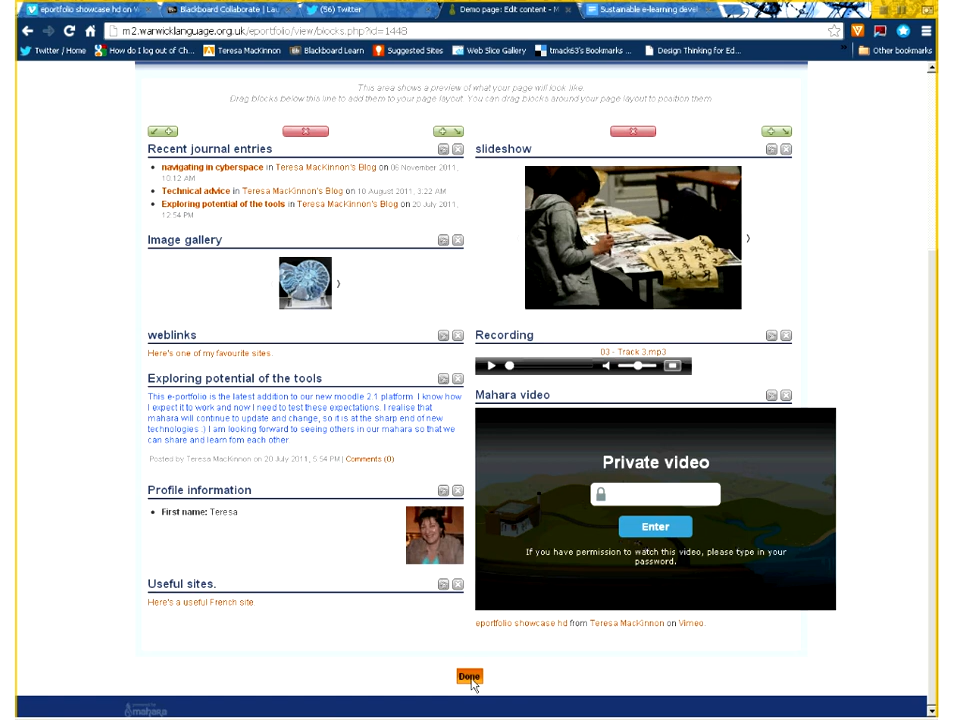 eportfolio showcase hd on V
Blackboard Collaborate | Lau
(56) Twitter
Demo page: Edit content - M
Sustainable e-learning devel
m2.warwicklanguage.org.uk/eportfolio/view/blocks.php?id=1448
Twitter / Home
How do I log out of Ch...
Teresa MacKinnon
Blackboard Learn
Suggested Sites
Web Slice Gallery
tmack63's Bookmarks ...
Design Thinking for Ed...
»
Other bookmarks
This area shows a preview of what your page will look like.
Drag blocks below this line to add them to your page layout. You can drag blocks around your page layout to position them
Recent journal entries
navigating in cyberspace in Teresa MacKinnon's Blog on 06 November 2011,
10:12 AM
Technical advice in Teresa MacKinnon's Blog on 10 August 2011, 3:22 AM
Exploring potential of the tools in Teresa MacKinnon's Blog on 20 July 2011,
12:54 PM
Image gallery
weblinks
Here's one of my favourite sites.
Exploring potential of the tools
This e-portfolio is the latest addition to our new moodle 2.1 platform. I know how
I expect it to work and now I need to test these expectations. I realise that
mahara will continue to update and change, so it is at the sharp end of new
technologies :) I am looking forward to seeing others in our mahara so that we
can share and learn fom each other
Posted by Teresa MacKinnon on 20 July 2011, 5:54 PM | Comments (0)
Profile information
First name: Teresa
Useful sites.
Here's a useful French site
slideshow
Recording
03 - Track 3.mp3
Mahara video
Private video
Enter
If you have permission to watch this video, please type in your
password.
eportfolio showcase hd from Teresa MacKinnon on Vimeo.
Done
mahara